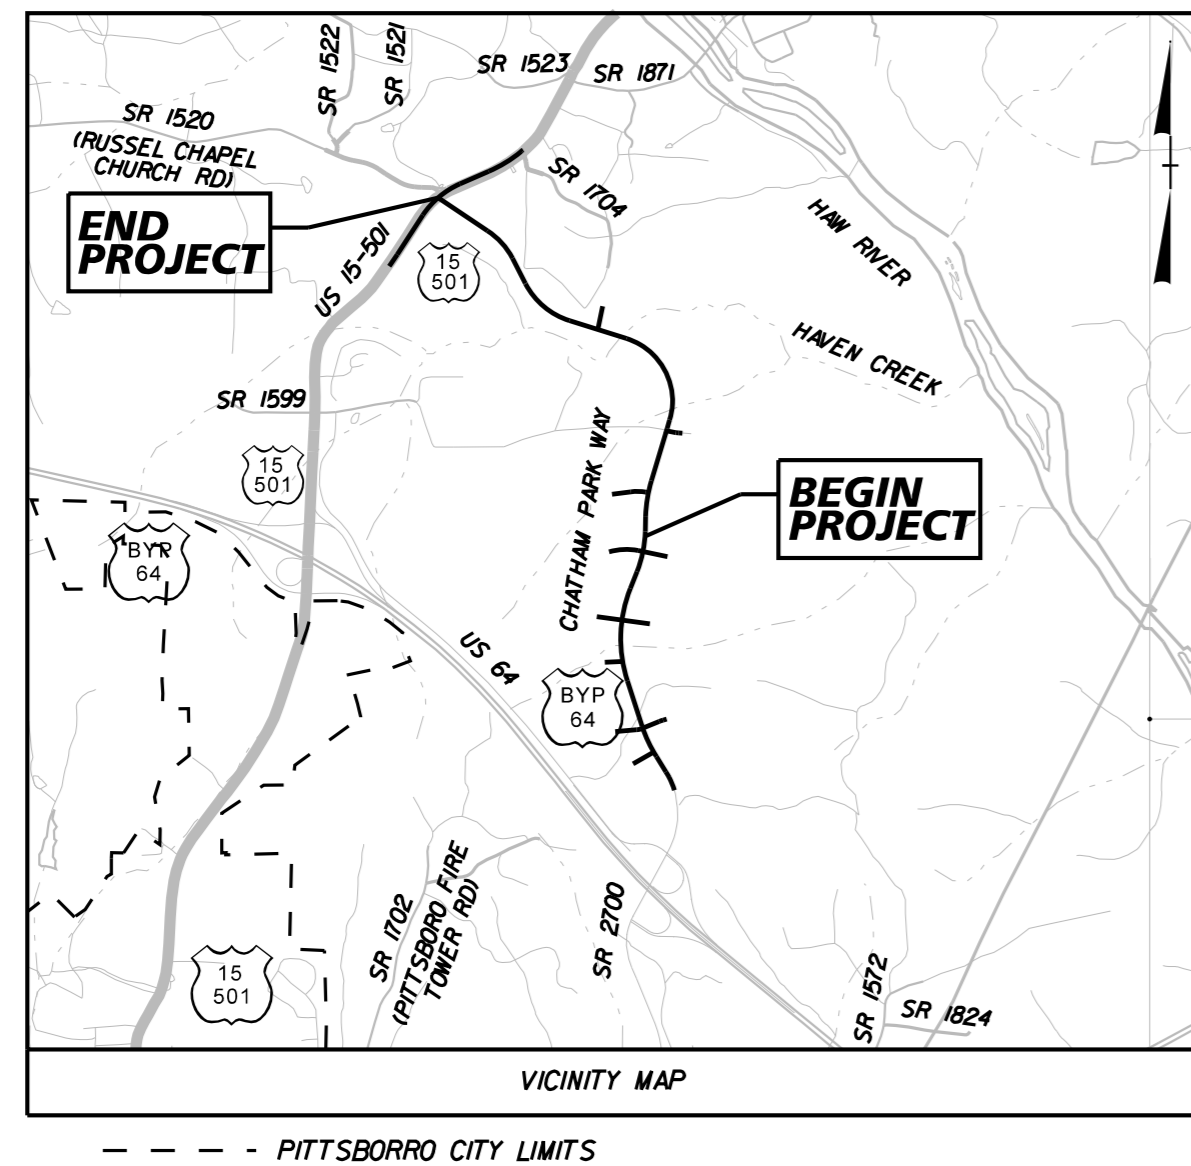 SR 1522
SR 1521
SR 1523
SR 1871
SR 1520
(RUSSEL CHAPEL
CHURCH RD)
SR 1704
END
PROJECT
US 15-501
15
501
HAW RIVER
HAVEN CREEK
SR 1599
15
501
CHATHAM PARK WAY
BEGIN
PROJECT
BYP
64
US 64
BYP
64
SR 1702
(PITTSBORO FIRE
TOWER RD)
SR 2700
15
501
SR 1572
SR 1824
VICINITY MAP
PITTSBORRO CITY LIMITS